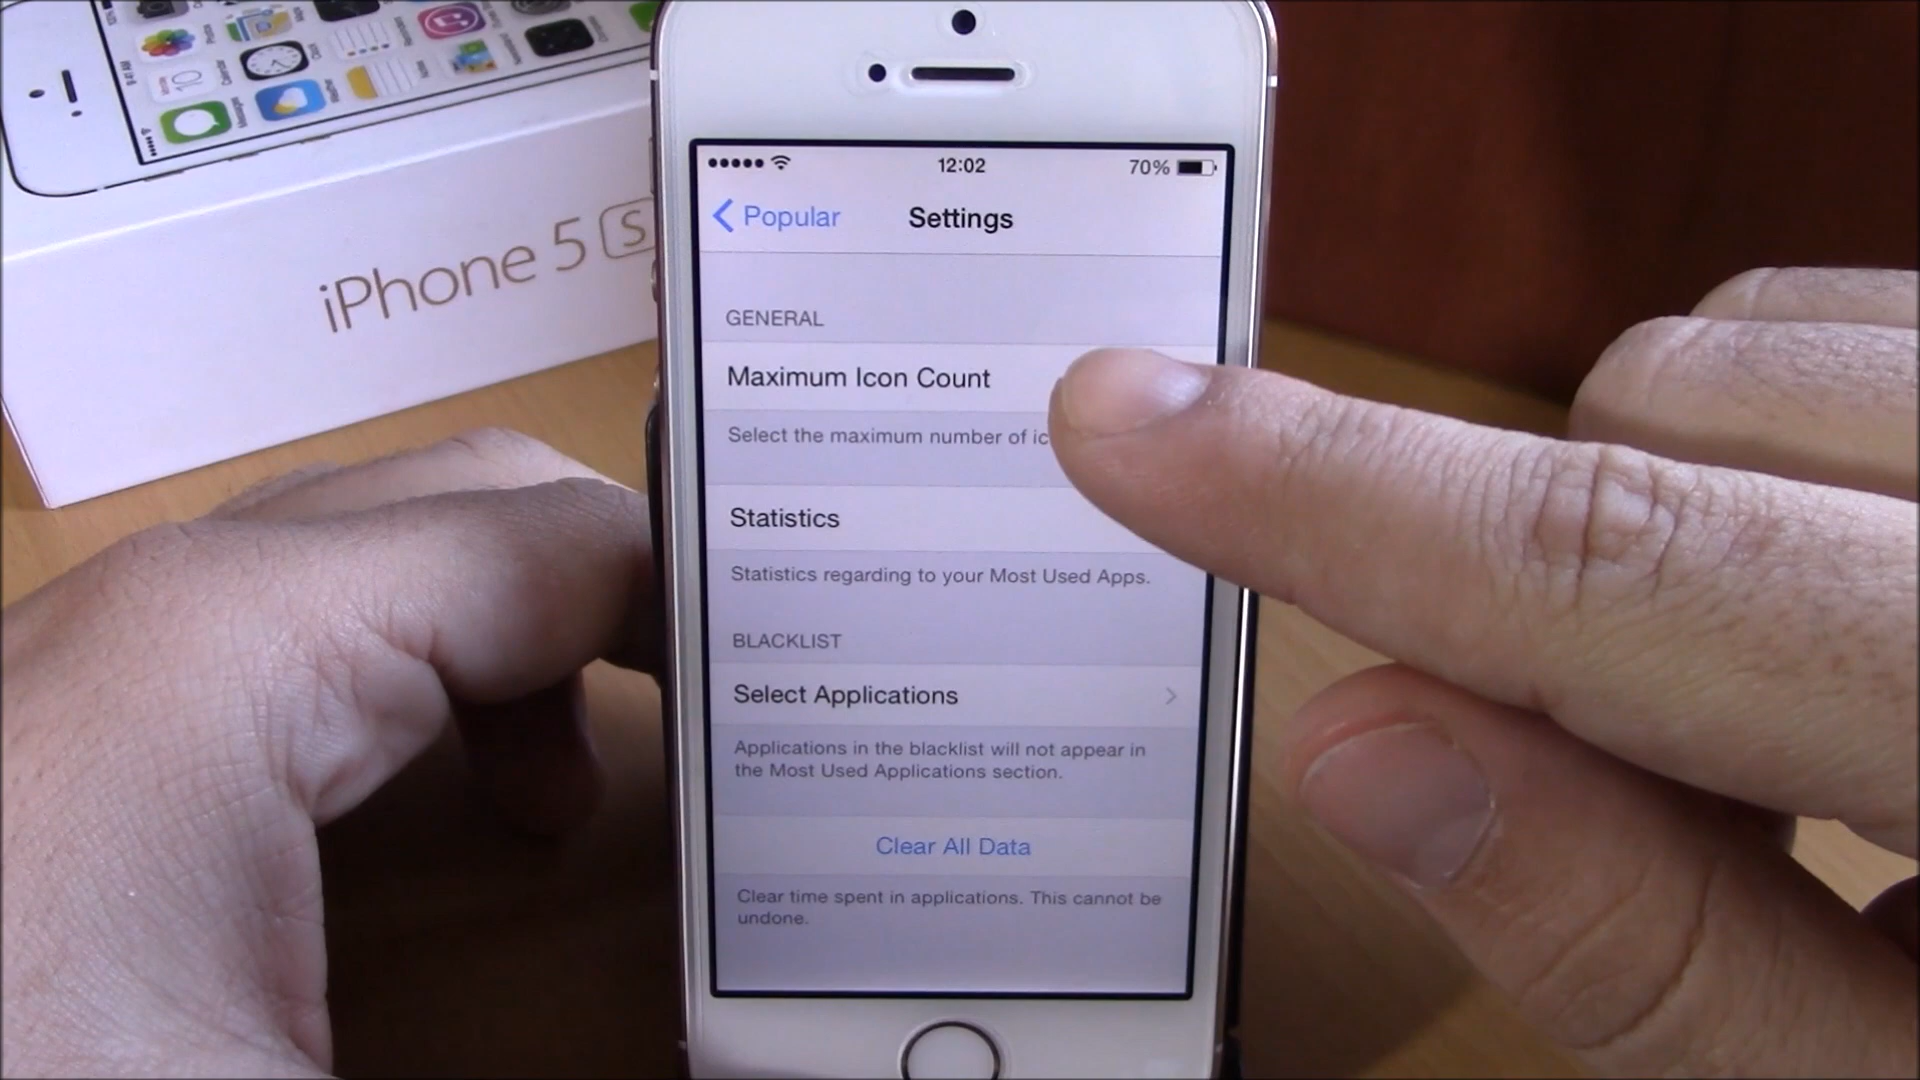 iPhone 5 S
12:02
70%
Popular
Settings
GENERAL
Maximum Icon Count
Select the maximum number of ic
Statistics
Statistics regarding to your Most Used Apps.
BLACKLIST
Select Applications
Applications in the blacklist will not appear in
the Most Used Applications section.
Clear All Data
Clear time spent in applications. This cannot be
undone.